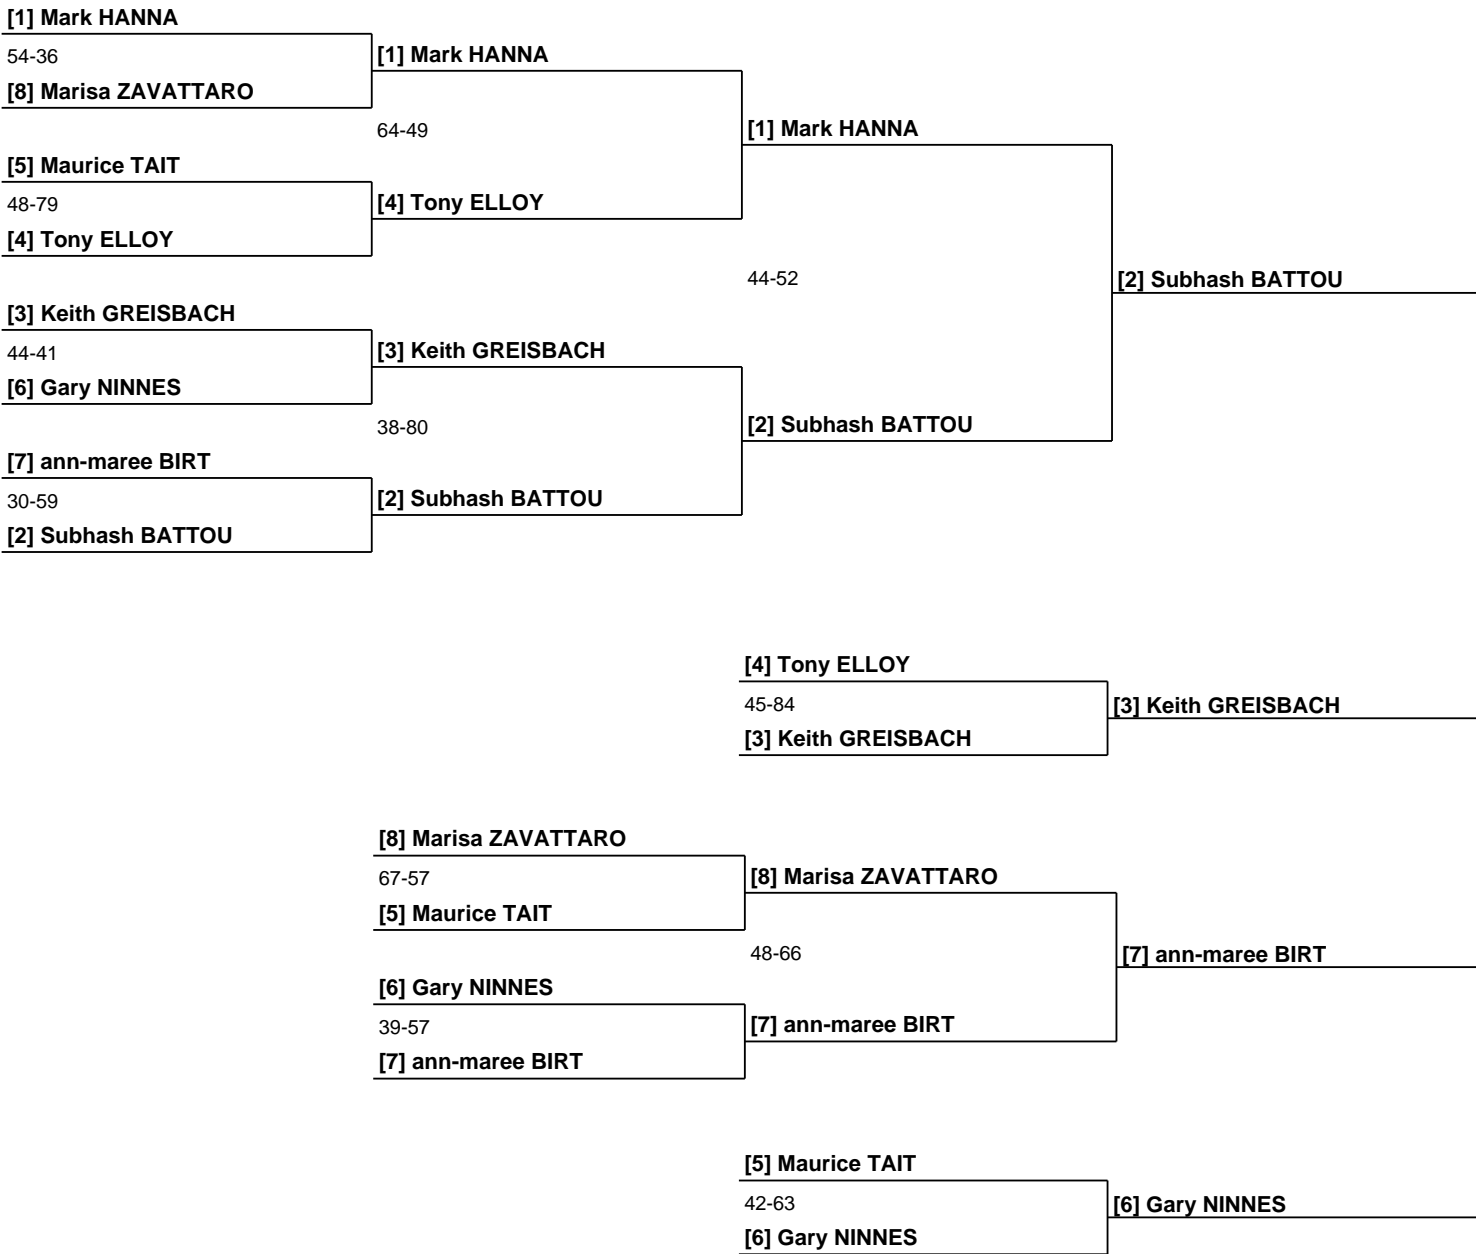 [1] Mark HANNA
54-36
[8] Marisa ZAVATTARO
[1] Mark HANNA
64-49
[5] Maurice TAIT
48-79
[4] Tony ELLOY
[4] Tony ELLOY
[1] Mark HANNA
44-52
[3] Keith GREISBACH
44-41
[6] Gary NINNES
[3] Keith GREISBACH
38-80
[7] ann-maree BIRT
30-59
[2] Subhash BATTOU
[2] Subhash BATTOU
[2] Subhash BATTOU
[2] Subhash BATTOU
[4] Tony ELLOY
45-84
[3] Keith GREISBACH
[3] Keith GREISBACH
[8] Marisa ZAVATTARO
67-57
[5] Maurice TAIT
[8] Marisa ZAVATTARO
48-66
[6] Gary NINNES
39-57
[7] ann-maree BIRT
[7] ann-maree BIRT
[7] ann-maree BIRT
[5] Maurice TAIT
42-63
[6] Gary NINNES
[6] Gary NINNES